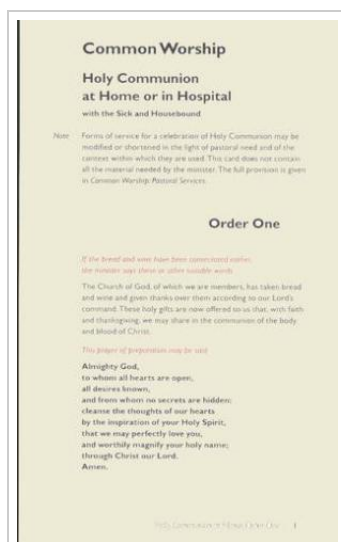 Common Worship
Holy Communion
at Home or in Hospital
with the Sick and Housebound
Note Forms of service for a celebration of Holy Communion may be
modified or shortened in the light of pastoral need and of the
context within which they are used. This card does not contain
all the material needed by the minister. The full provision is given
in Common Worship: Pastoral Services.
Order One
If the bread and wine have been consecrated earlier,
the minister says these or other suitable words
The Church of God, of which we are members, has taken bread
and wine and given thanks over them according to our Lord's
command. These holy gifts are now offered to us that, with faith
and thanksgiving, we may share in the communion of the body
and blood of Christ.
This prayer of preparation may be said
Almighty God,
to whom all hearts are open,
all desires known,
and from whom no secrets are hidden:
cleanse the thoughts of our hearts
by the inspiration of your Holy Spirit,
that we may perfectly love you,
and worthily magnify your holy name;
through Christ our Lord.
Amen.
Holy Communion at Home: Order One 1